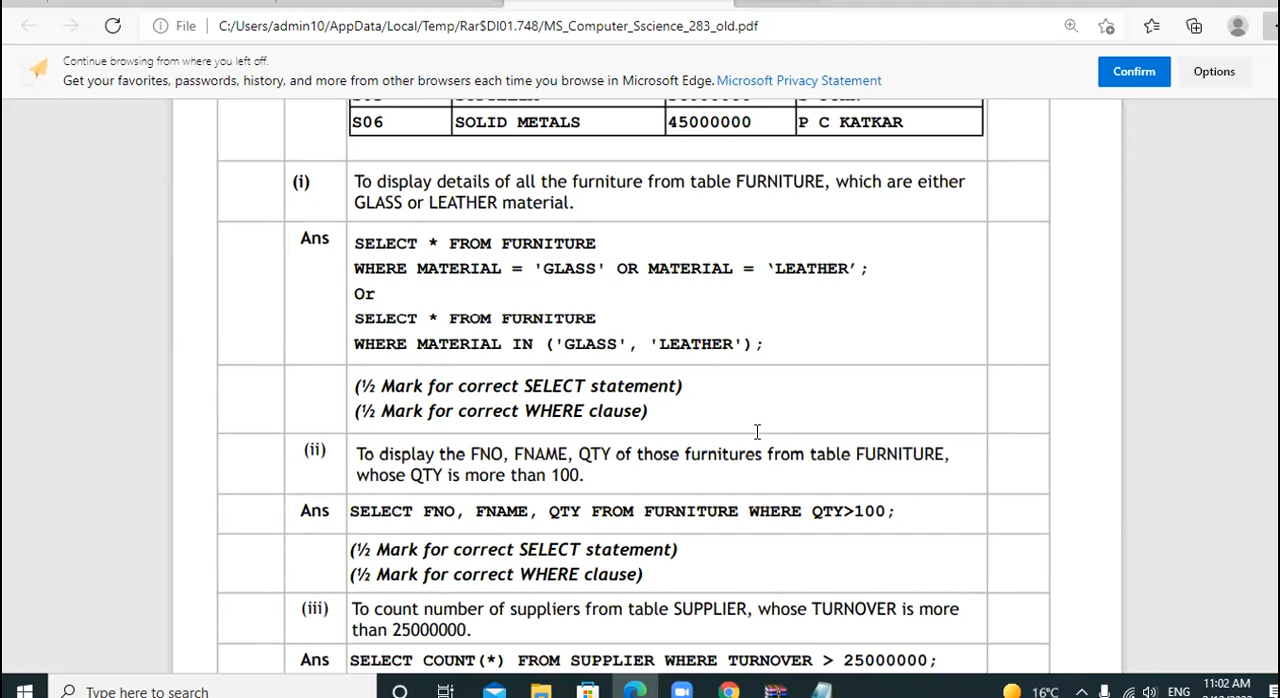 File C:/Users/admin10/AppData/Local/Temp/Rar$DI01.748/MS_Computer_Sscience_283_old.pdf
Continue browsing from where you left off.
Get your favorites, passwords, history, and more from other browsers each time you browse in Microsoft Edge. Microsoft Privacy Statement
Confirm
Options
S06 SOLID METALS 45000000 P C KATKAR
(i) To display details of all the furniture from table FURNITURE, which are either
GLASS or LEATHER material.
Ans SELECT * FROM FURNITURE
WHERE MATERIAL = 'GLASS' OR MATERIAL = ‘LEATHER’;
Or
SELECT * FROM FURNITURE
WHERE MATERIAL IN ('GLASS', 'LEATHER');
(½ Mark for correct SELECT statement)
(½ Mark for correct WHERE clause)
(ii) To display the FNO, FNAME, QTY of those furnitures from table FURNITURE,
whose QTY is more than 100.
Ans SELECT FNO, FNAME, QTY FROM FURNITURE WHERE QTY>100;
(½ Mark for correct SELECT statement)
(½ Mark for correct WHERE clause)
(iii) To count number of suppliers from table SUPPLIER, whose TURNOVER is more
than 25000000.
Ans SELECT COUNT(*) FROM SUPPLIER WHERE TURNOVER > 25000000;
Type here to search
16°C
ENG
11:02 AM